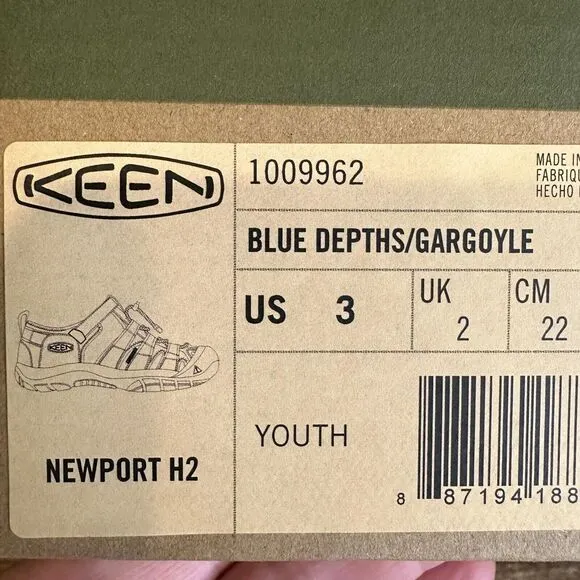 KEEN
1009962
MADE IN
HECHO
BLUE DEPTHS/GARGOYLE
US 3
UK 2
CM 22
KEEN
YOUTH
NEWPORT H2
8 87194 188